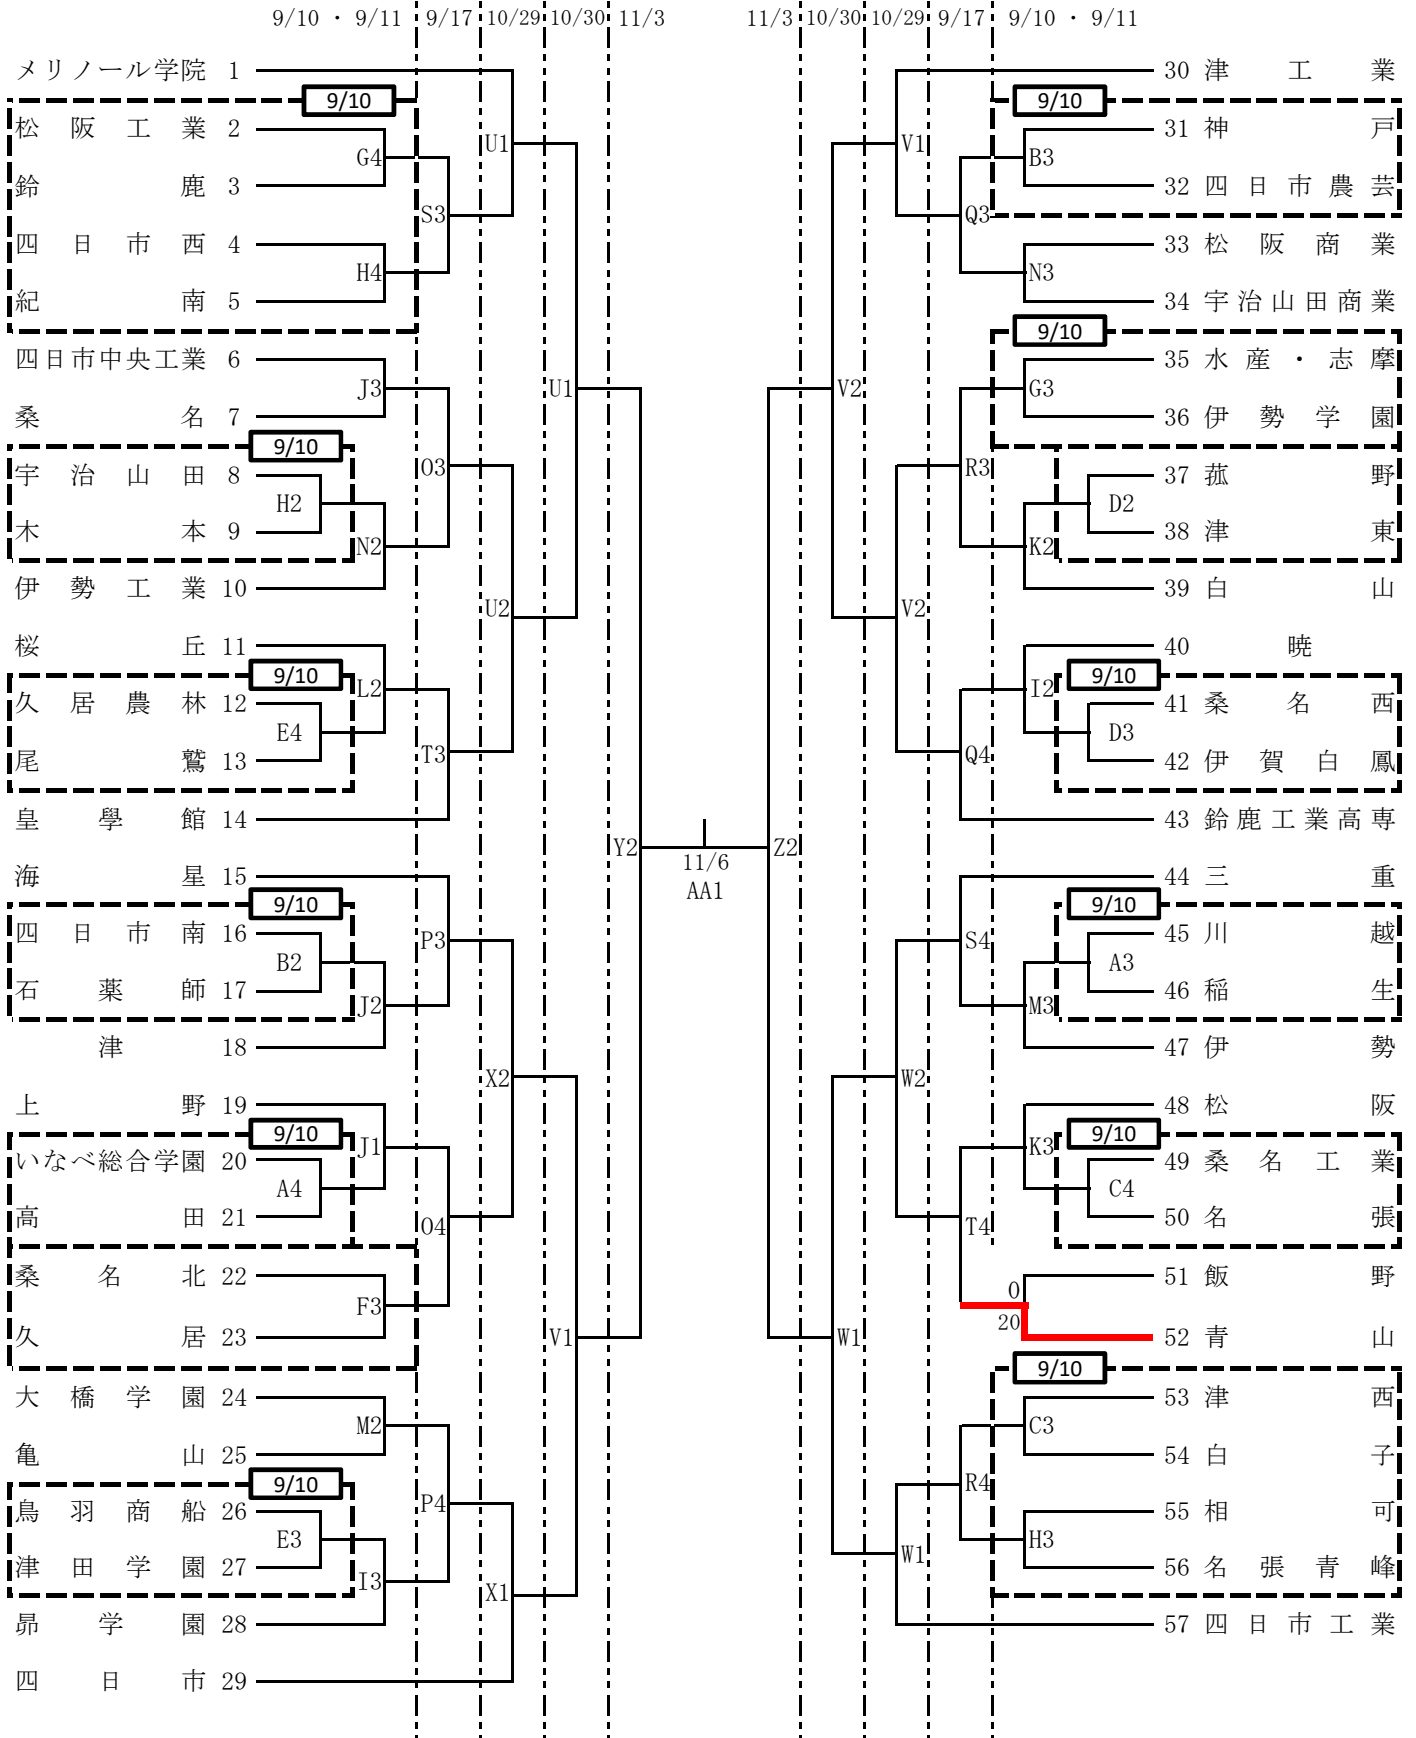 9/10 ・ 9/11 9/17 10/29 10/30 11/3 11/3 10/30 10/29 9/17 9/10 ・ 9/11
メリノール学院 1 30 津工業
9/10 9/10
松阪工業 2 31 神戸
G4 U1 V1 B3
鈴鹿 3 32 四日市農芸
S3 Q3
四日市西 4 33 松阪商業
H4 N3
紀南 5 34 宇治山田商業
9/10
四日市中央工業 6 35 水産・志摩
J3 U1 V2 G3
桑名 7 36 伊勢学園
9/10
宇治山田 8 O3 R3 37 菰野
H2 D2
木本 9 38 津東
N2 K2
伊勢工業 10 39 白山
U2 V2
桜丘 11 40 暁
9/10 L2 I2 9/10
久居農林 12 41 桑名西
E4 D3
尾鷲 13 T3 Q4 42 伊賀白鳳
皇學館 14 43 鈴鹿工業高専
Y2 11/6 Z2
海星 15 AA1 44 三重
9/10 9/10
四日市南 16 P3 S4 45 川越
B2 A3
石薬師 17 46 稲生
J2 M3
津 18 47 伊勢
X2 W2
上野 19 48 松阪
9/10 J1 K3 9/10
いなべ総合学園 20 49 桑名工業
A4 C4
高田 21 O4 T4 50 名張
桑名北 22 51 飯野
F3 0
久居 23 V1 W1 20 52 青山
9/10
大橋学園 24 53 津西
M2 C3
亀山 25 54 白子
9/10 R4
鳥羽商船 26 P4 55 相可
E3 H3
津田学園 27 W1 56 名張青峰
I3 X1
昴学園 28 57 四日市工業
四日市 29